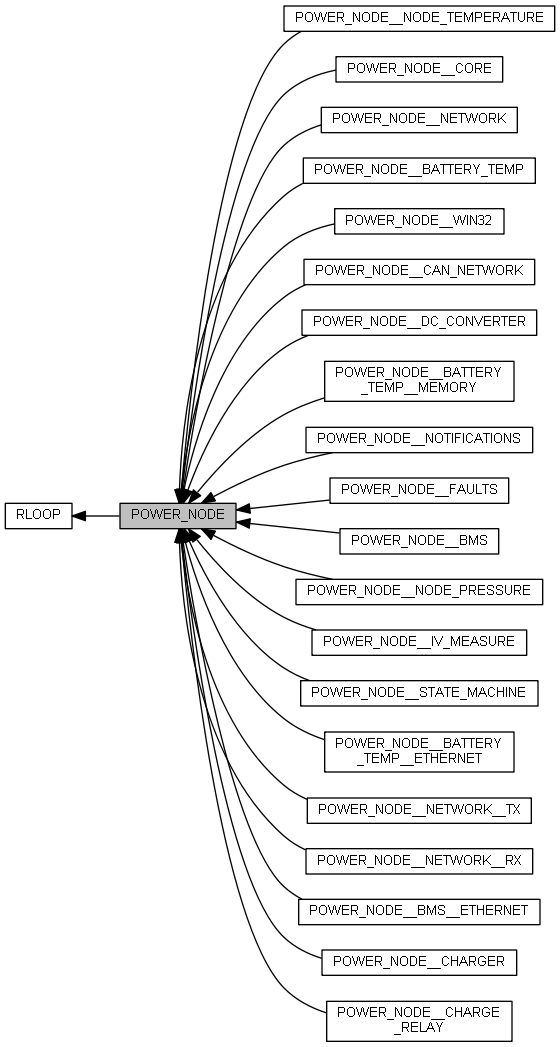 POWER_NODE__NODE_TEMPERATURE
POWER_NODE__CORE
POWER_NODE__NETWORK
POWER_NODE__BATTERY_TEMP
POWER_NODE__WIN32
POWER_NODE__CAN_NETWORK
POWER_NODE__DC_CONVERTER
POWER_NODE__BATTERY
_TEMP__MEMORY
POWER_NODE__NOTIFICATIONS
POWER_NODE__FAULTS
RLOOP
POWER_NODE
POWER_NODE__BMS
POWER_NODE__NODE_PRESSURE
POWER_NODE__IV_MEASURE
POWER_NODE__STATE_MACHINE
POWER_NODE__BATTERY
_TEMP__ETHERNET
POWER_NODE__NETWORK__TX
POWER_NODE__NETWORK__RX
POWER_NODE__BMS__ETHERNET
POWER_NODE__CHARGER
POWER_NODE__CHARGE
_RELAY